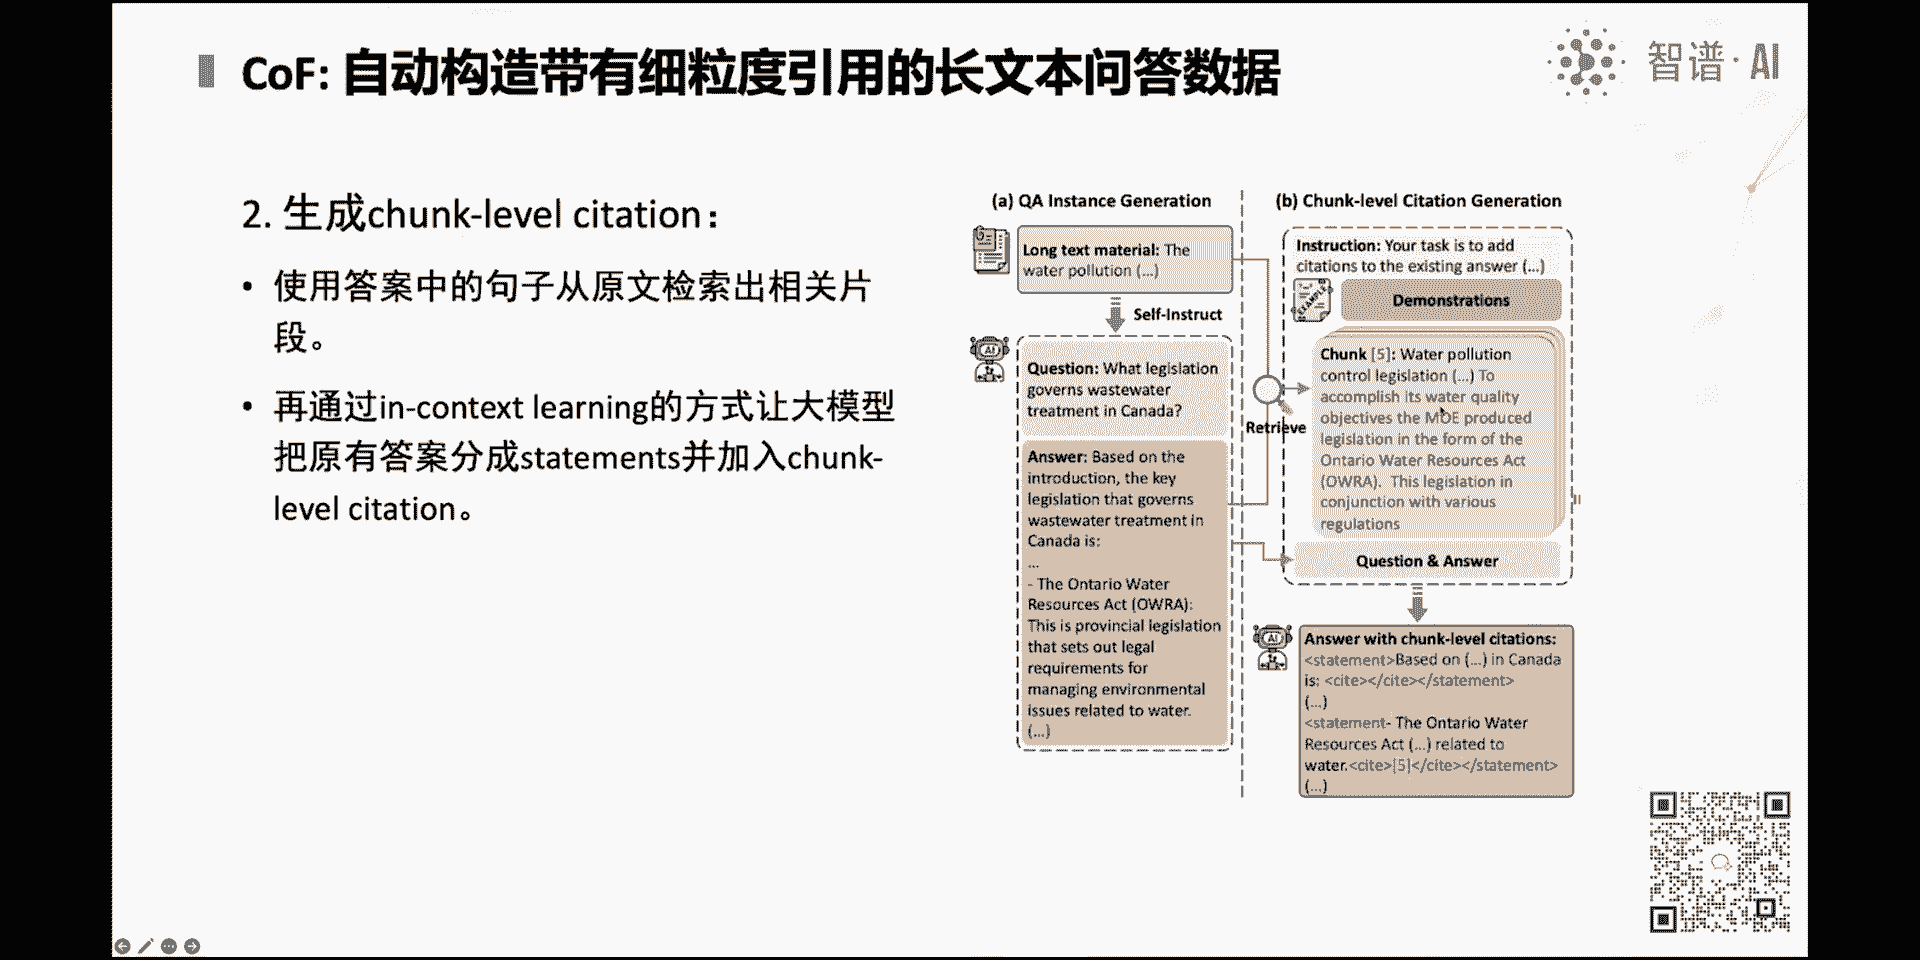 CoF: 自动构造带有细粒度引用的长文本问答数据
智谱·AI
2. 生成chunk-level citation：
• 使用答案中的句子从原文检索出相关片
段。
• 再通过in-context learning的方式让大模型
把原有答案分成statements并加入chunk-
level citation。
(a) QA Instance Generation
Long text material: The
water pollution (...)
Self-Instruct
AI
Question: What legislation
governs wastewater
treatment in Canada?
Answer: Based on the
introduction, the key
legislation that governs
wastewater treatment in
Canada is:
...
- The Ontario Water
Resources Act (OWRA):
This is provincial legislation
that sets out legal
requirements for
managing environmental
issues related to water.
(...)
Retrieve
(b) Chunk-level Citation Generation
Instruction: Your task is to add
citations to the existing answer (...)
EXAMPLE
Demonstrations
Chunk [5]: Water pollution
control legislation (...) To
accomplish its water quality
objectives the MOE produced
legislation in the form of the
Ontario Water Resources Act
(OWRA). This legislation in
conjunction with various
regulations
Question & Answer
AI
Answer with chunk-level citations:
<statement>Based on (...) in Canada
is: <cite></cite></statement>
(...)
<statement- The Ontario Water
Resources Act (...) related to
water.<cite>[5]</cite></statement>
(...)